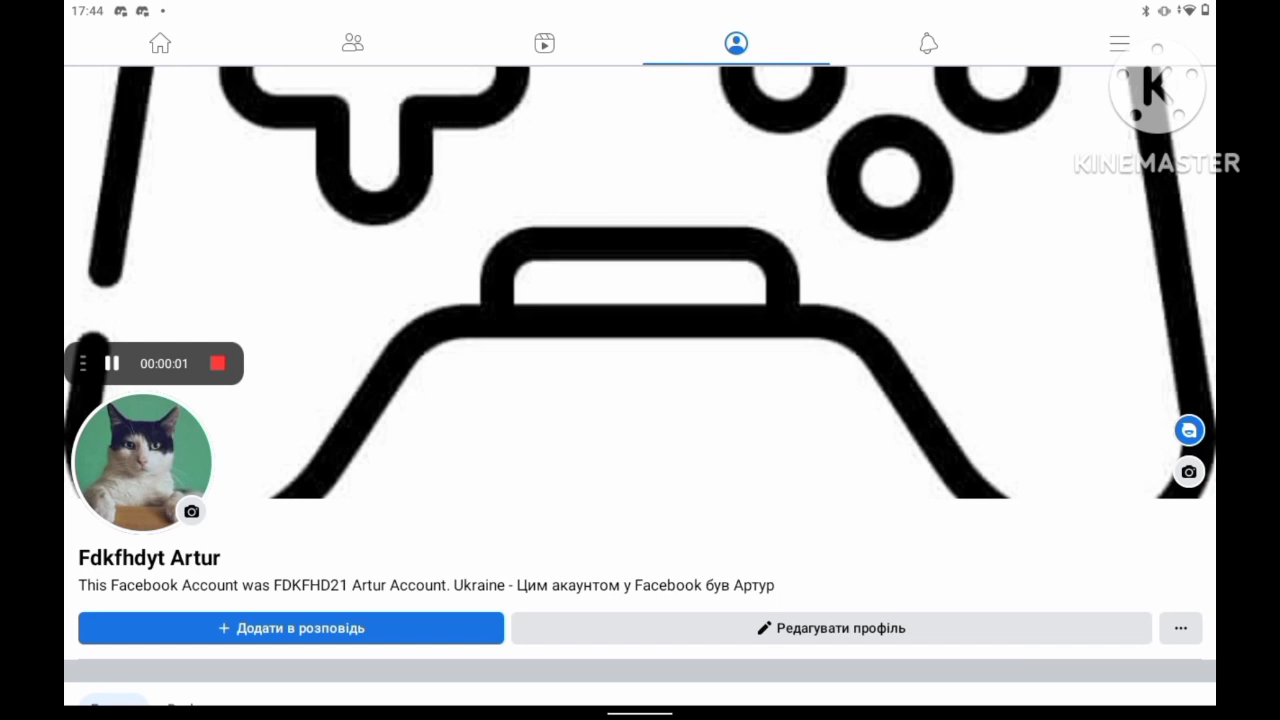 17:44
K
KINEMASTER
00:00:01
Fdkfhdyt Artur
This Facebook Account was FDKFHD21 Artur Account. Ukraine - Цим акаунтом у Facebook був Артур
+ Додати в розповідь
Редагувати профіль